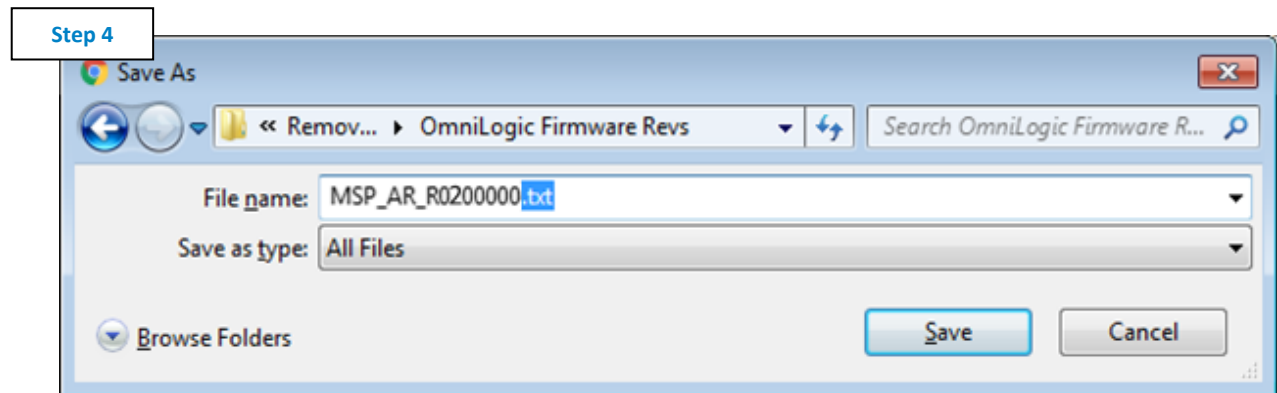 Step 4
Save As
« Remov... ▸ OmniLogic Firmware Revs Search OmniLogic Firmware R...
File name: MSP_AR_R0200000.txt
Save as type: All Files
Browse Folders Save Cancel